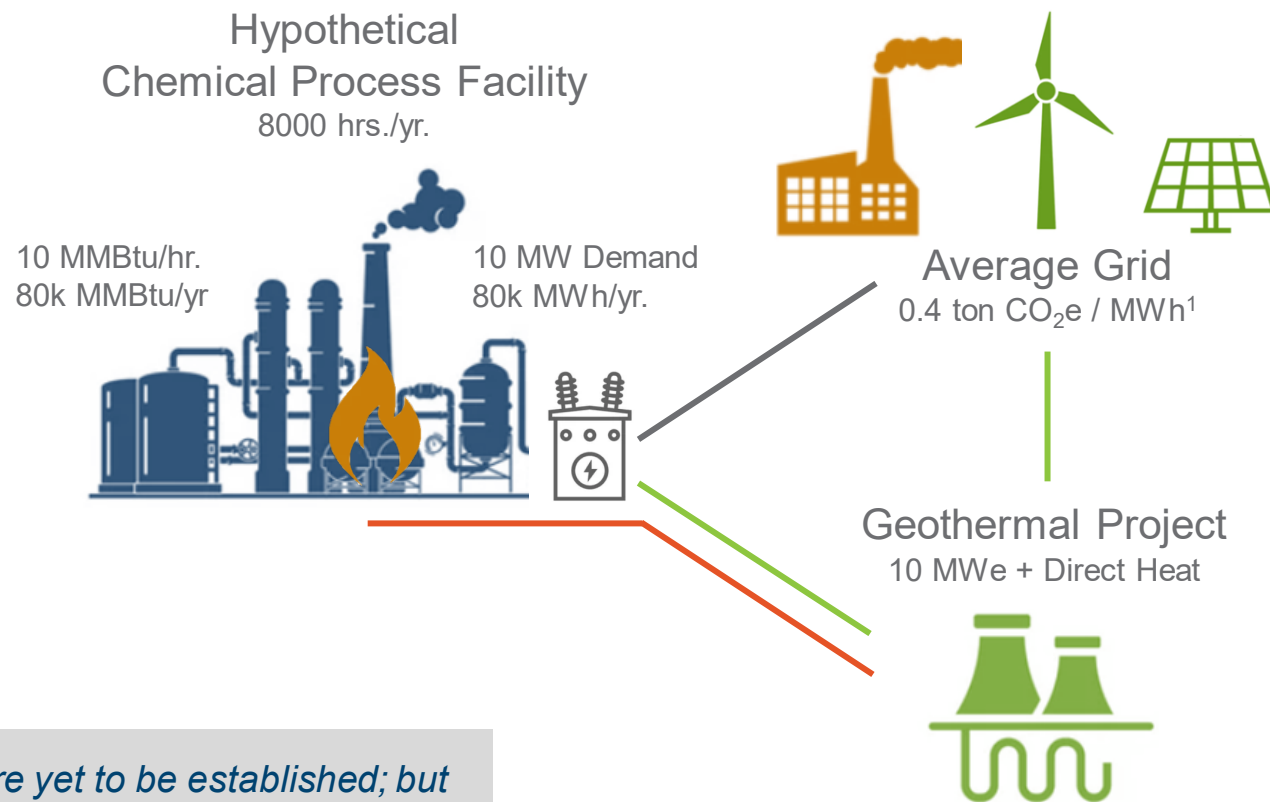 Hypothetical
Chemical Process Facility
8000 hrs./yr.
10 MMBtu/hr.
80k MMBtu/yr
10 MW Demand
80k MWh/yr.
Average Grid
0.4 ton CO₂e / MWh¹
Geothermal Project
10 MWe + Direct Heat
re yet to be established; but